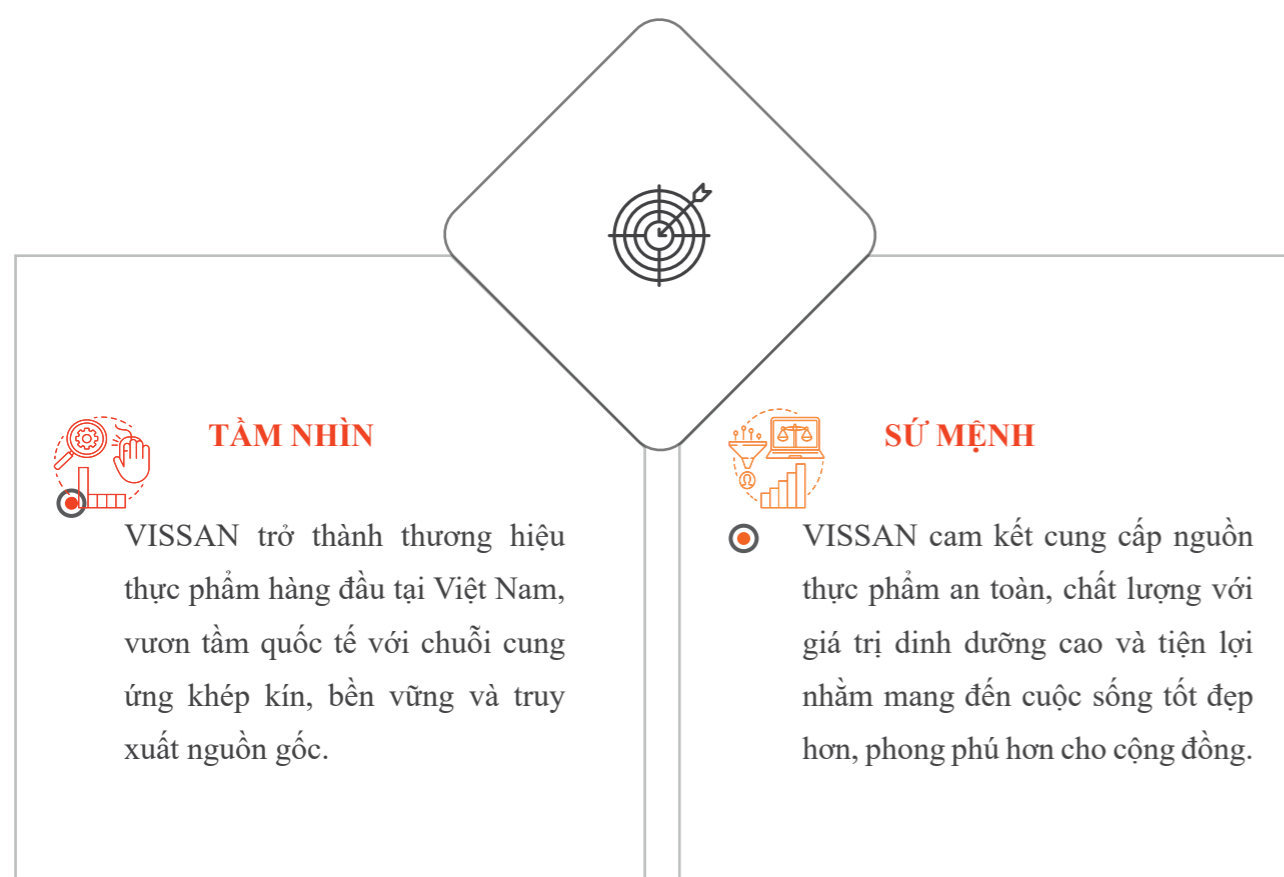 TẦM NHÌN
VISSAN trở thành thương hiệu
thực phẩm hàng đầu tại Việt Nam,
vươn tầm quốc tế với chuỗi cung
ứng khép kín, bền vững và truy
xuất nguồn gốc.
SỨ MỆNH
VISSAN cam kết cung cấp nguồn
thực phẩm an toàn, chất lượng với
giá trị dinh dưỡng cao và tiện lợi
nhằm mang đến cuộc sống tốt đẹp
hơn, phong phú hơn cho cộng đồng.